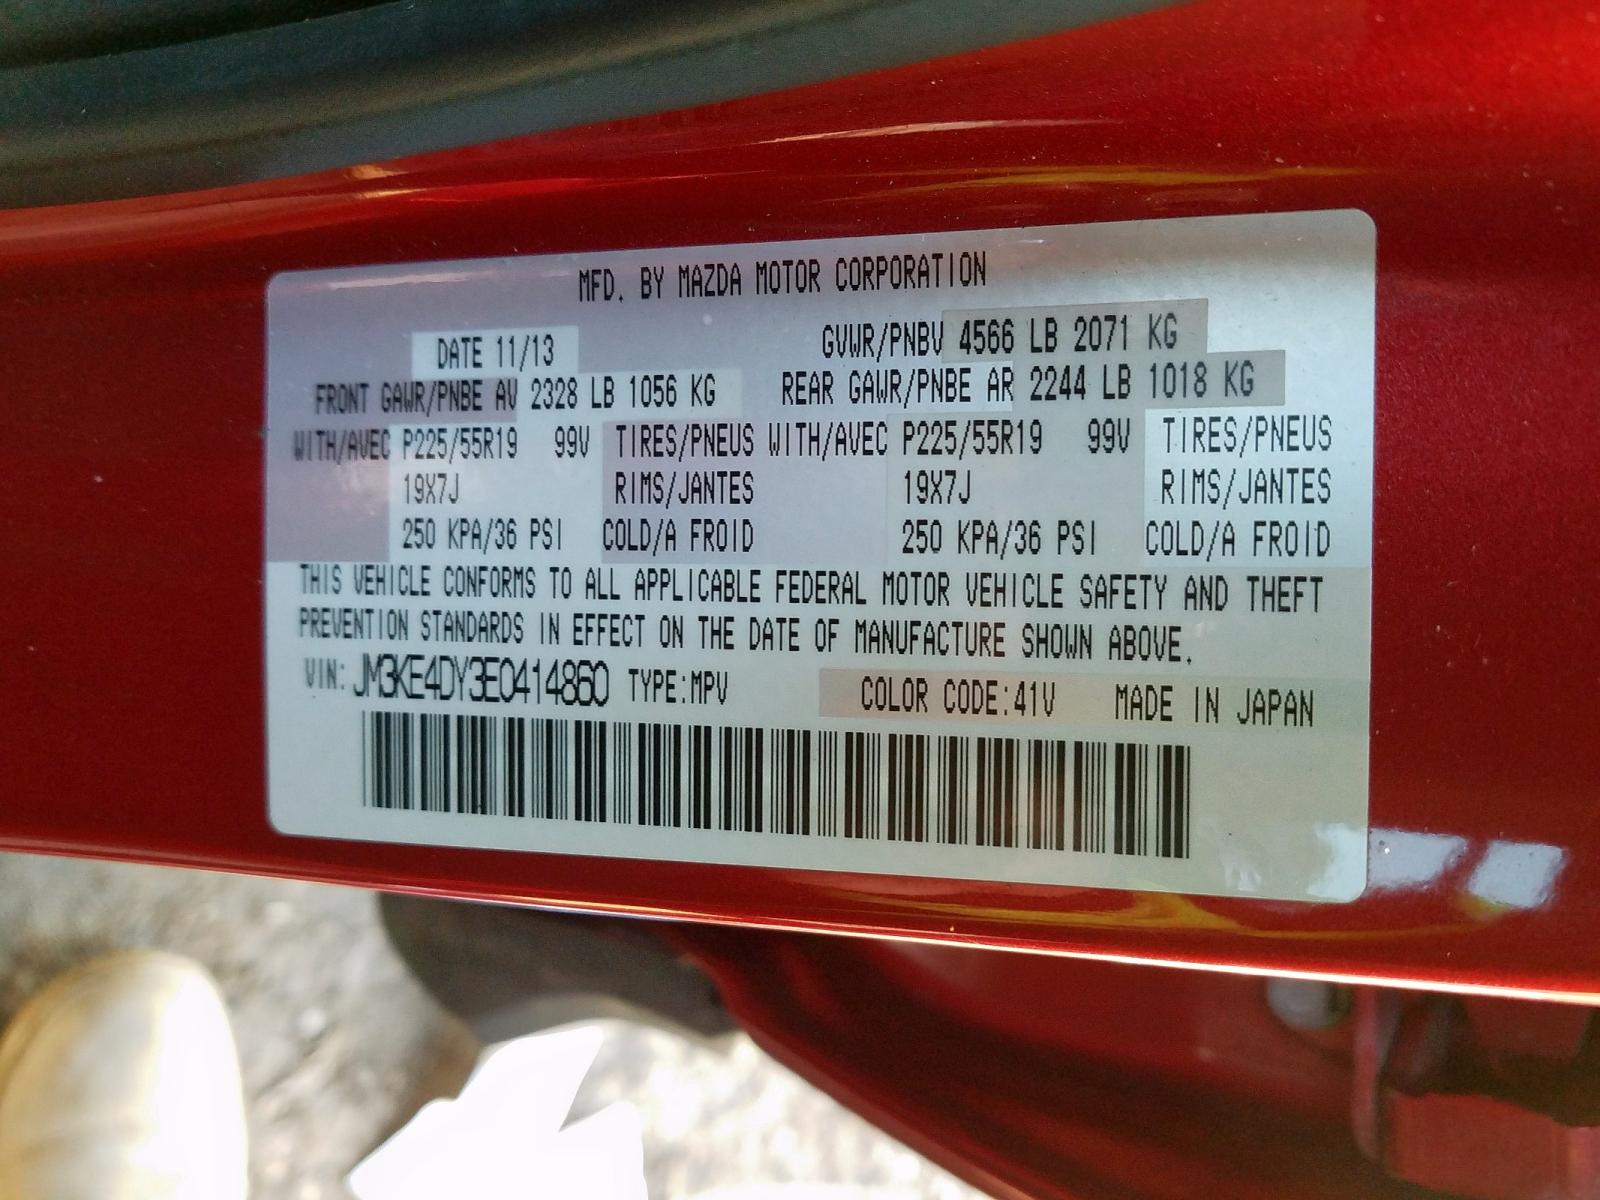 MFD. BY MAZDA MOTOR CORPORATION
DATE 11/13 GVWR/PNBV 4566 LB 2071 KG
FRONT GAWR/PNBE AV 2328 LB 1056 KG REAR GAWR/PNBE AR 2244 LB 1018 KG
WITH/AVEC P225/55R19 99V TIRES/PNEUS WITH/AVEC P225/55R19 99V TIRES/PNEUS
19X7J RIMS/JANTES 19X7J RIMS/JANTES
250 KPA/36 PSI COLD/A FROID 250 KPA/36 PSI COLD/A FROID
THIS VEHICLE CONFORMS TO ALL APPLICABLE FEDERAL MOTOR VEHICLE SAFETY AND THEFT
PREVENTION STANDARDS IN EFFECT ON THE DATE OF MANUFACTURE SHOWN ABOVE.
VIN: JM3KE4DY3E0414860 TYPE:MPV COLOR CODE:41V MADE IN JAPAN